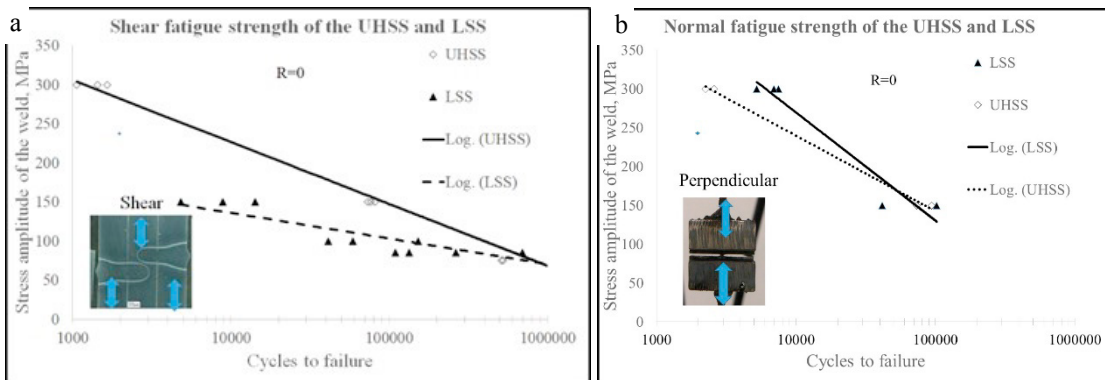 a
Shear fatigue strength of the UHSS and LSS
Stress amplitude of the weld, MPa
350
300
250
200
150
100
50
0
R=0
UHSS
LSS
Log. (UHSS)
Log. (LSS)
Shear
1000
10000
100000
1000000
Cycles to failure
b
Normal fatigue strength of the UHSS and LSS
Stress amplitude of the weld, MPa
350
300
250
200
150
100
50
0
R=0
LSS
UHSS
Log. (LSS)
Log. (UHSS)
Perpendicular
1000
10000
100000
1000000
Cycles to failure